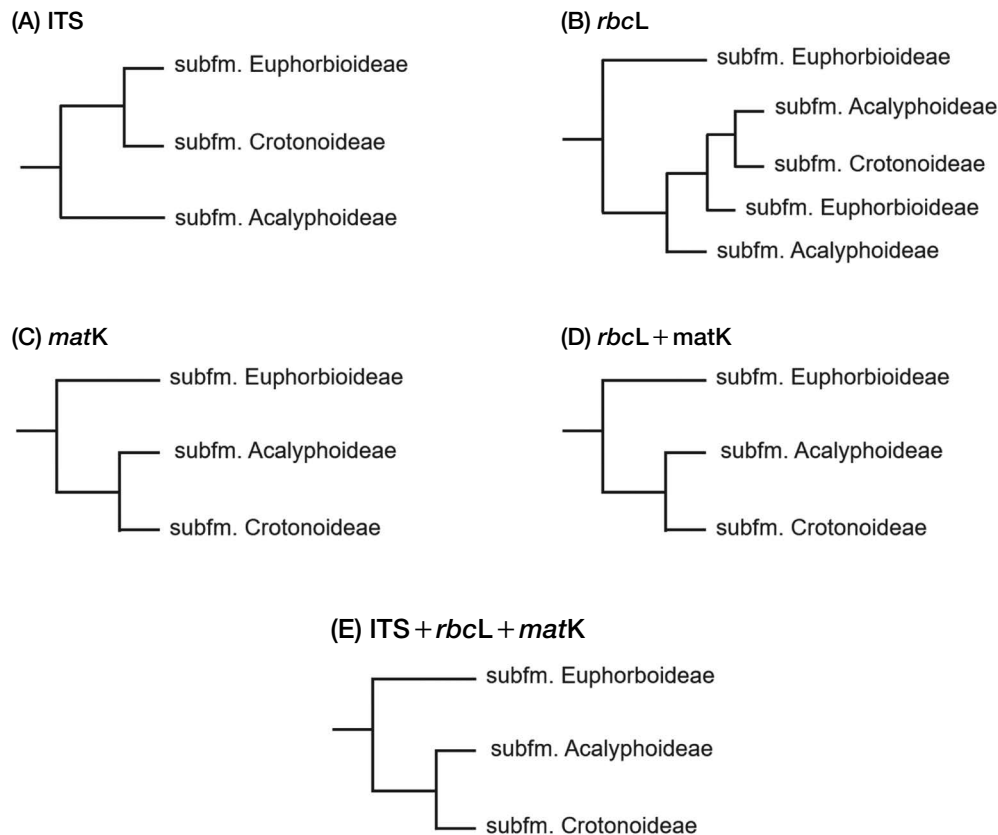 (A) ITS
subfm. Euphorbioideae
subfm. Crotonoideae
subfm. Acalyphoideae
(B) rbcL
subfm. Euphorbioideae
subfm. Acalyphoideae
subfm. Crotonoideae
subfm. Euphorbioideae
subfm. Acalyphoideae
(C) matK
subfm. Euphorbioideae
subfm. Acalyphoideae
subfm. Crotonoideae
(D) rbcL+matK
subfm. Euphorbioideae
subfm. Acalyphoideae
subfm. Crotonoideae
(E) ITS+rbcL+matK
subfm. Euphorboideae
subfm. Acalyphoideae
subfm. Crotonoideae